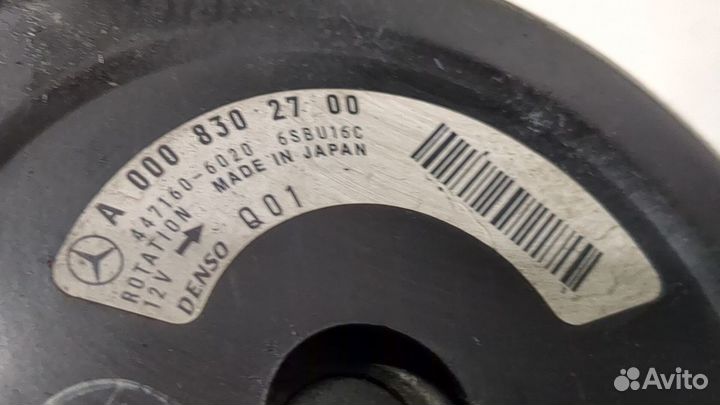 A 000 830 27 00
447160-6020 6SBU16C
ROTATION MADE IN JAPAN
12V
DENSO Q01
Avito